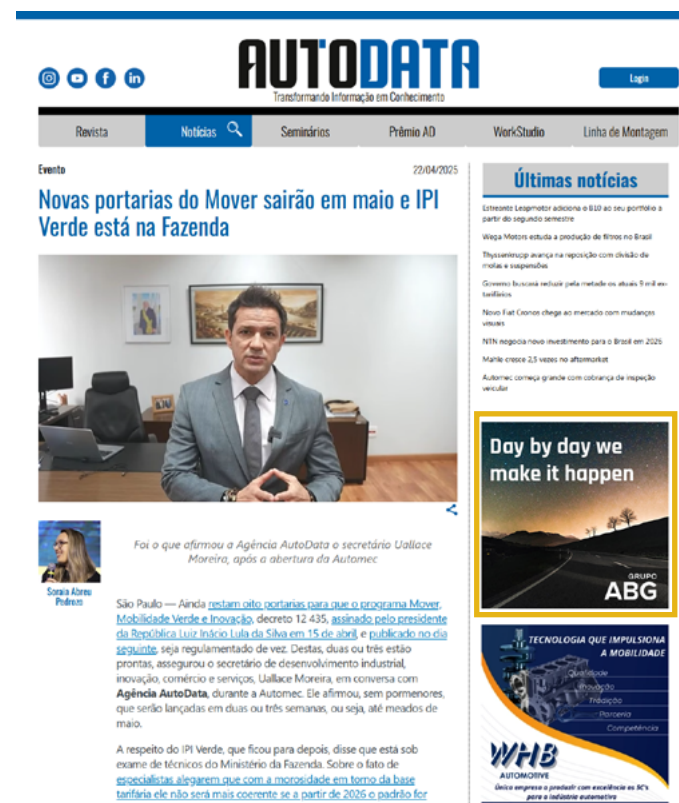 AUTODATA
Transformando Informação em Conhecimento
Login
Revista
Notícias
Seminários
Prêmio AD
WorkStudio
Linha de Montagem
Evento
22/04/2025
Novas portarias do Mover sairão em maio e IPI
Verde está na Fazenda
Foi o que afirmou a Agência AutoData o secretário Uallace
Moreira, após a abertura da Automec
Soraia Abreu
Pedrozo
São Paulo — Ainda restam oito portarias para que o programa Mover,
Mobilidade Verde e Inovação, decreto 12 435, assinado pelo presidente
da República Luiz Inácio Lula da Silva em 15 de abril, e publicado no dia
seguinte, seja regulamentado de vez. Destas, duas ou três estão
prontas, assegurou o secretário de desenvolvimento industrial,
inovação, comércio e serviços, Uallace Moreira, em conversa com
Agência AutoData, durante a Automec. Ele afirmou, sem pormenores,
que serão lançadas em duas ou três semanas, ou seja, até meados de
maio.
A respeito do IPI Verde, que ficou para depois, disse que está sob
exame de técnicos do Ministério da Fazenda. Sobre o fato de
especialistas alegarem que com a morosidade em torno da base
tarifária ele não será mais coerente se a partir de 2026 o padrão for
Últimas notícias
Estreante Leapmotor adiciona o B10 ao seu portfólio a
partir do segundo semestre
Wega Motors estuda a produção de filtros no Brasil
Thyssenkrupp avança na reposição com divisão de
molas e suspensões
Governo buscará reduzir pela metade os atuais 9 mil ex-
tarifários
Novo Fiat Cronos chega ao mercado com mudanças
visuais
NTN negocia novo investimento para o Brasil em 2026
Mahle cresce 2,5 vezes no aftermarket
Automec começa grande com cobrança de inspeção
veicular
Day by day we
make it happen
GRUPO
ABG
TECNOLOGIA QUE IMPULSIONA
A MOBILIDADE
Qualidade
Inovação
Tradição
Parceria
Competência
WHB
AUTOMOTIVE
Única empresa a produzir com excelência os 5C's
para a indústria automotiva